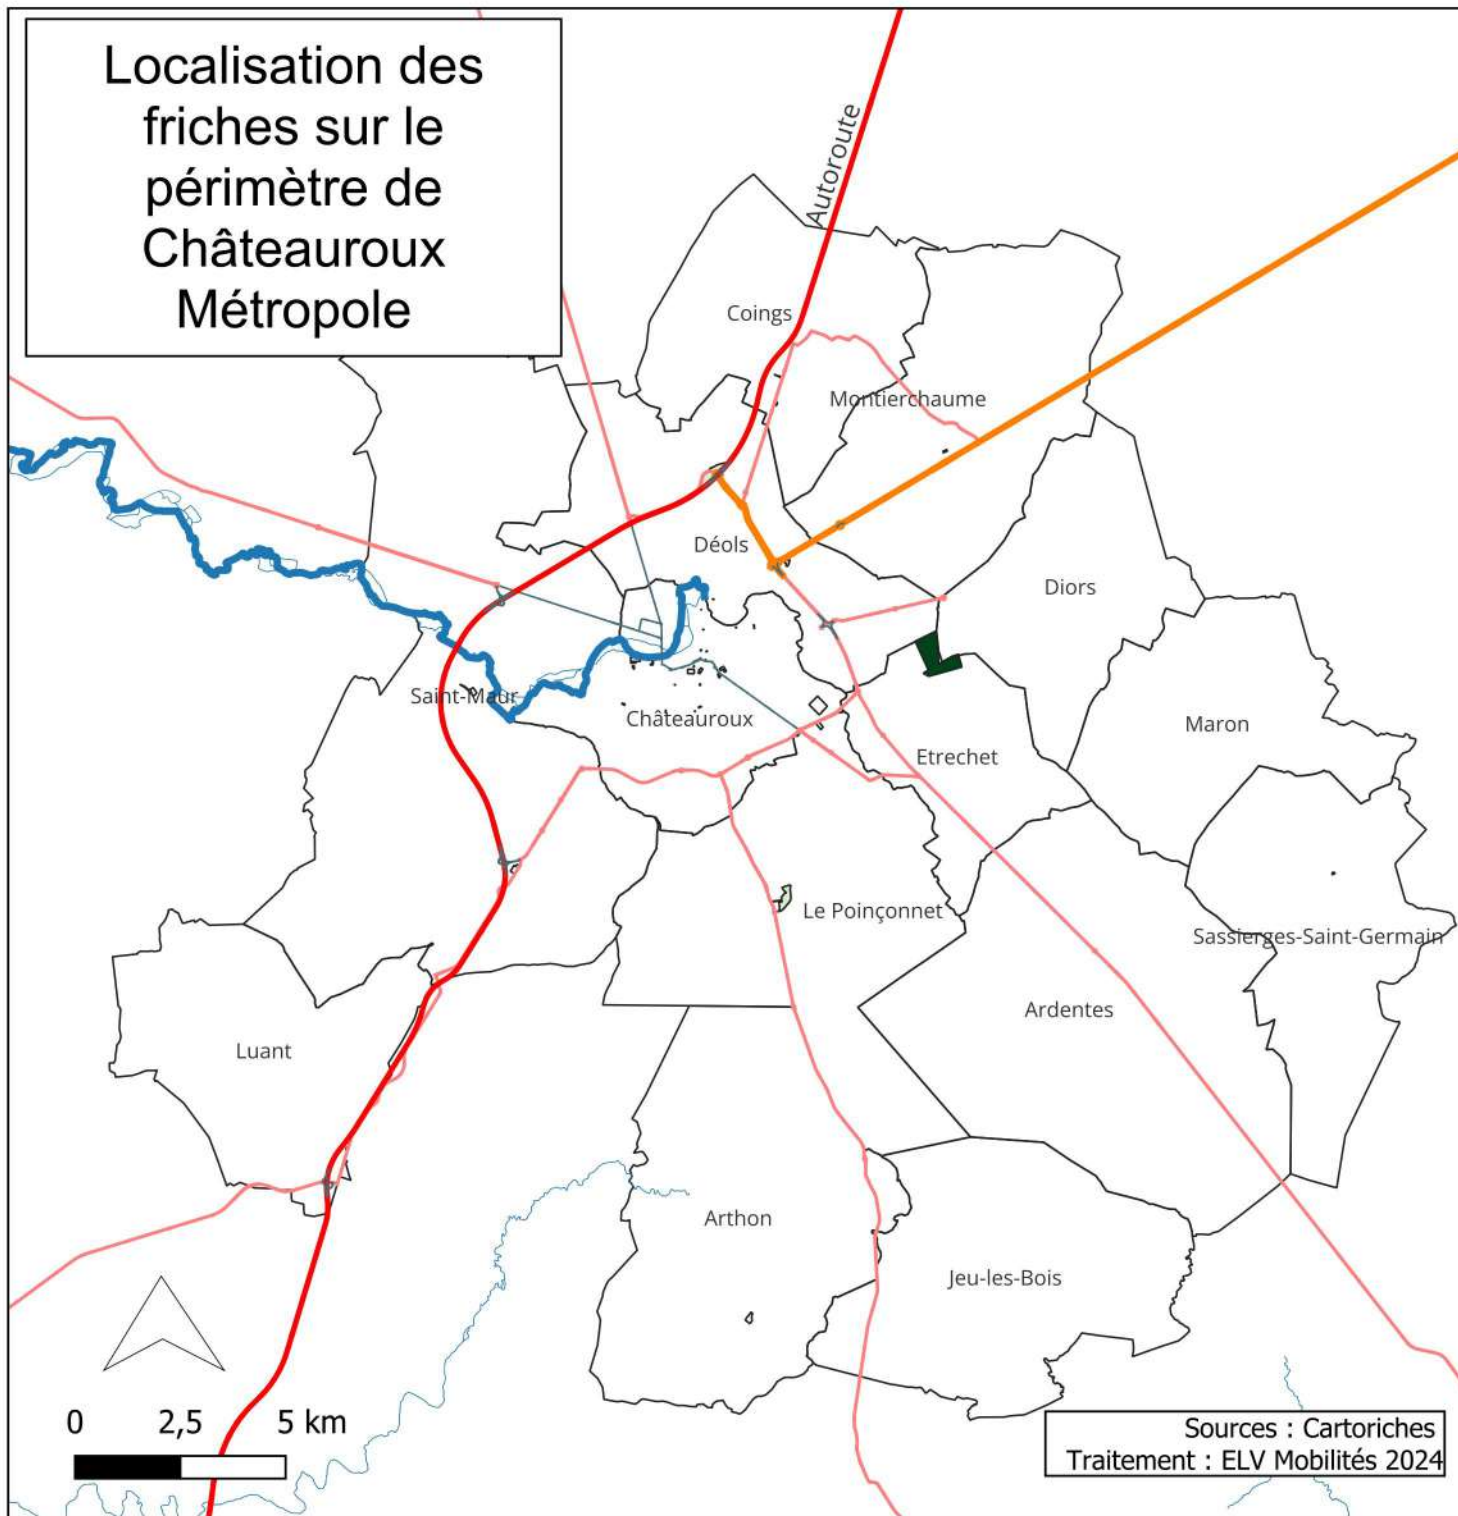 Localisation des
friches sur le
périmètre de
Châteauroux
Métropole
Autoroute
Coings
Montierchaume
Déols
Diors
Saint-Maur
Châteauroux
Maron
Etrechet
Le Poinçonnet
Sassierges-Saint-Germain
Ardentes
Luant
Arthon
Jeu-les-Bois
0 2,5 5 km
Sources : Cartoriches
Traitement : ELV Mobilités 2024